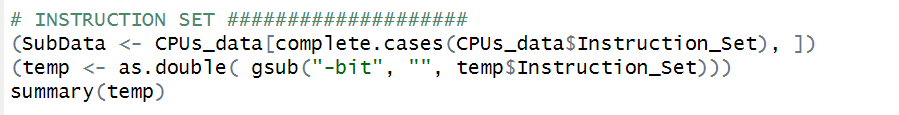 # INSTRUCTION SET ####################
(SubData <- CPUs_data[complete.cases(CPUs_data$Instruction_Set), ])
(temp <- as.double( gsub("-bit", "", temp$Instruction_Set)))
summary(temp)